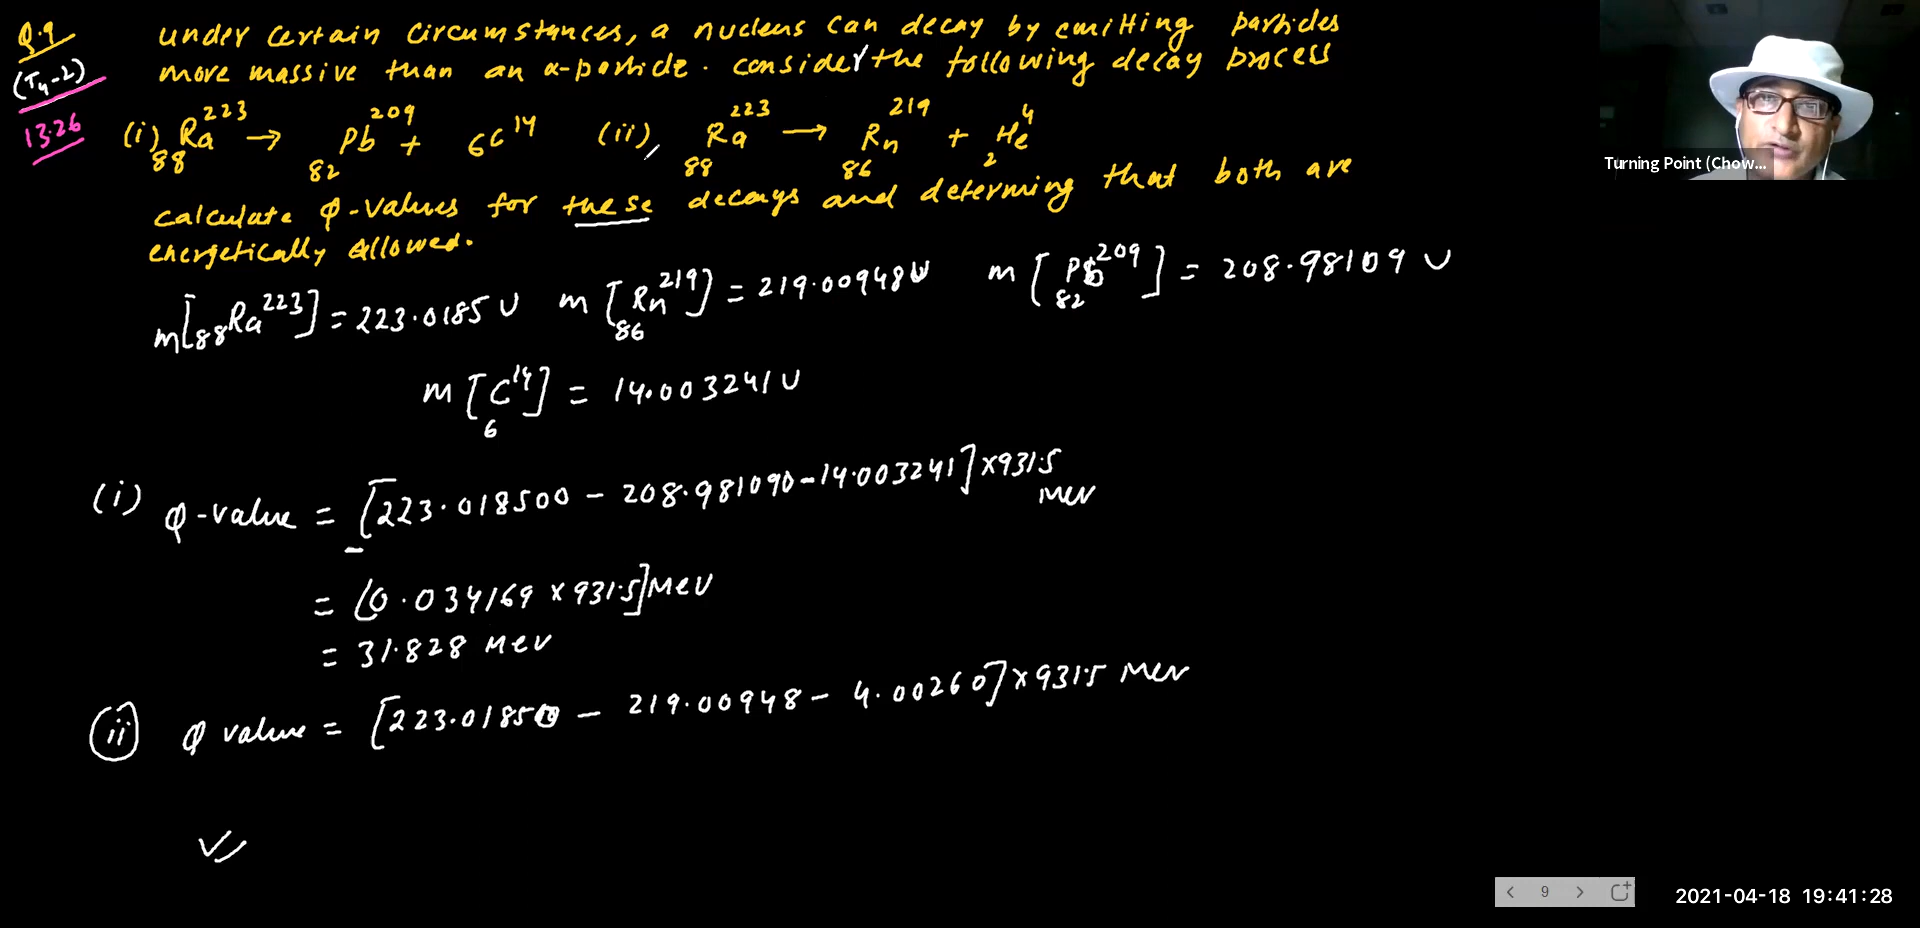 Q.9
(T4-2)
13.26
under certain circumstances, a nucleus can decay by emitting particles
more massive than an α-particle. consider the following decay process
(i) 88Ra223 → 82Pb209 + 6C14 (ii), 88Ra223 → 86Rn219 + 2He4
calculate Q-values for these decays and determing that both are
energetically allowed.
m[88Ra223] = 223.0185 U m[86Rn219] = 219.00948U m[82Pb209] = 208.98109 U
m[6C14] = 14.003241 U
(i) Q-value = [223.018500 - 208.981090 - 14.003241] x 931.5 MeV
= [0.034169 x 931.5] MeV
= 31.828 MeV
(ii) Q value = [223.01850 - 219.00948 - 4.00260] x 931.5 MeV
Turning Point (Chow...
9
2021-04-18 19:41:28